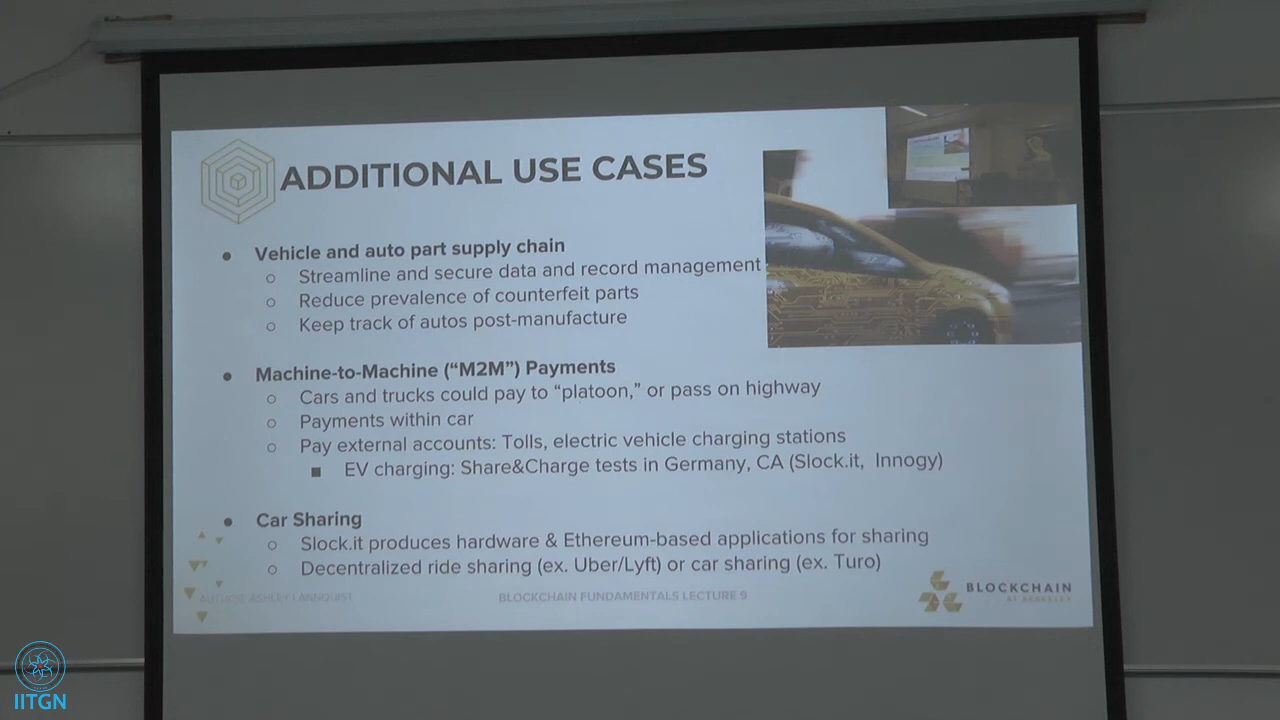 ADDITIONAL USE CASES
● Vehicle and auto part supply chain
○ Streamline and secure data and record management
○ Reduce prevalence of counterfeit parts
○ Keep track of autos post-manufacture
● Machine-to-Machine (“M2M”) Payments
○ Cars and trucks could pay to “platoon,” or pass on highway
○ Payments within car
○ Pay external accounts: Tolls, electric vehicle charging stations
■ EV charging: Share&Charge tests in Germany, CA (Slock.it, Innogy)
● Car Sharing
○ Slock.it produces hardware & Ethereum-based applications for sharing
○ Decentralized ride sharing (ex. Uber/Lyft) or car sharing (ex. Turo)
ASHLEY LANNQUIST
BLOCKCHAIN FUNDAMENTALS LECTURE 9
BLOCKCHAIN
AT BERKELEY
IITGN